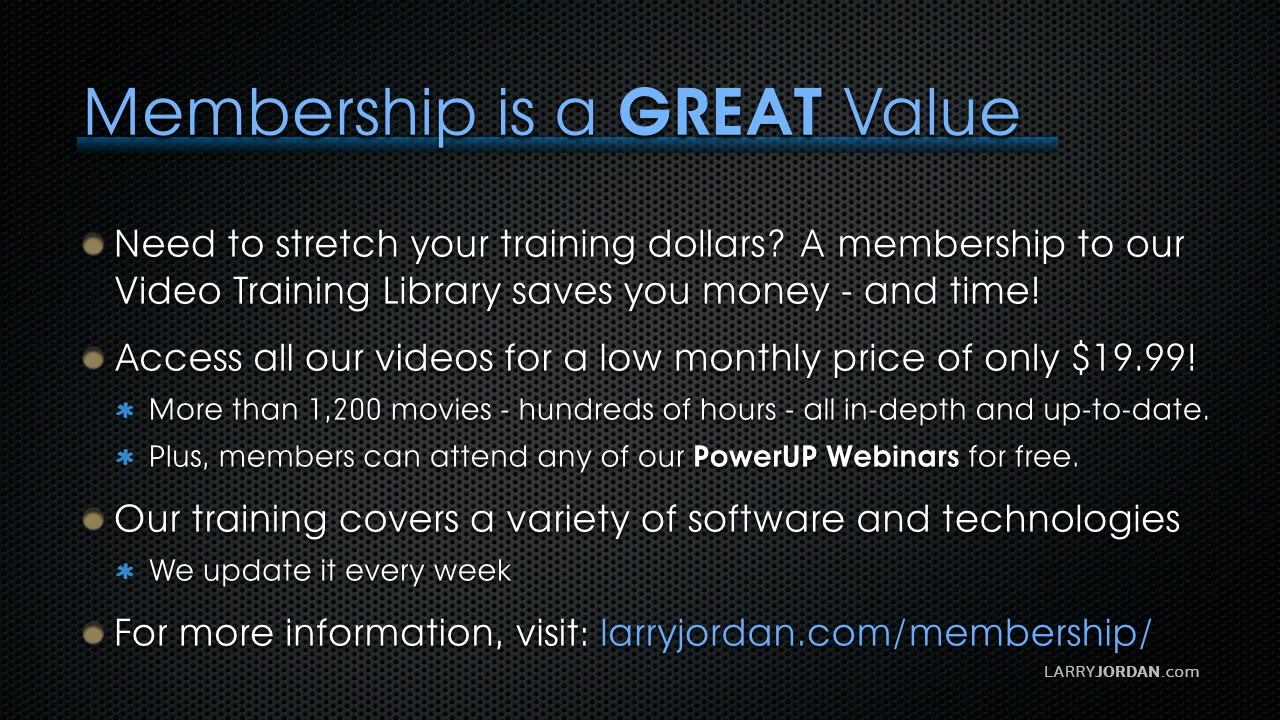 Membership is a GREAT Value
Need to stretch your training dollars? A membership to our
Video Training Library saves you money - and time!
Access all our videos for a low monthly price of only $19.99!
More than 1,200 movies - hundreds of hours - all in-depth and up-to-date.
Plus, members can attend any of our PowerUP Webinars for free.
Our training covers a variety of software and technologies
We update it every week
For more information, visit: larryjordan.com/membership/
LARRYJORDAN.com